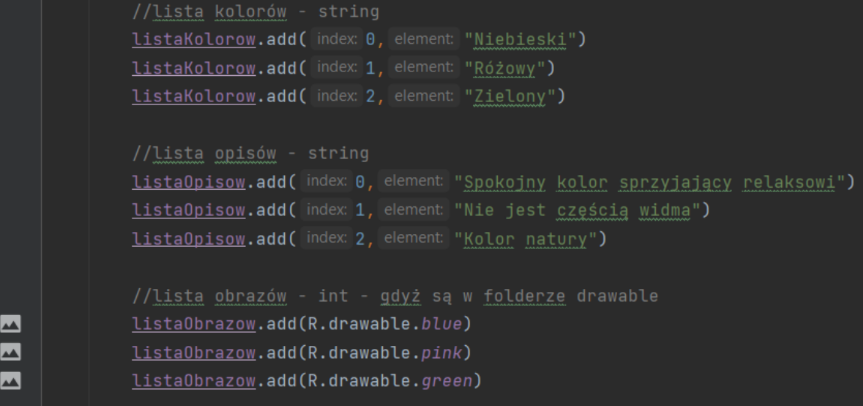 //lista kolorów - string
listaKolorow.add( index: 0, element: "Niebieski")
listaKolorow.add( index: 1, element: "Różowy")
listaKolorow.add( index: 2, element: "Zielony")
//lista opisów - string
listaOpisow.add( index: 0, element: "Spokojny kolor sprzyjający relaksowi")
listaOpisow.add( index: 1, element: "Nie jest częścią widma")
listaOpisow.add( index: 2, element: "Kolor natury")
//lista obrazów - int - gdyż są w folderze drawable
listaObrazow.add(R.drawable.blue)
listaObrazow.add(R.drawable.pink)
listaObrazow.add(R.drawable.green)